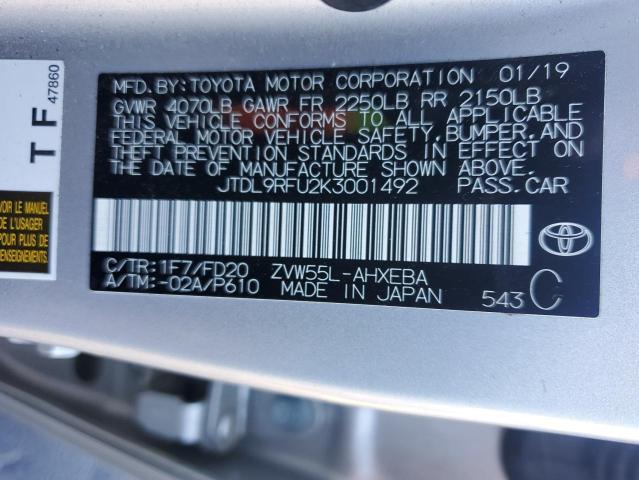 MFD. BY: TOYOTA MOTOR CORPORATION 01/19
GVWR 4070LB GAWR FR 2250LB RR 2150LB
THIS VEHICLE CONFORMS TO ALL APPLICABLE
FEDERAL MOTOR VEHICLE SAFETY, BUMPER, AND
THEFT PREVENTION STANDARDS IN EFFECT ON
THE DATE OF MANUFACTURE SHOWN ABOVE.
JTDL9RFU2K3001492 PASS.CAR
C/TR: 1F7/FD20 ZVW55L-AHXEBA
A/TM: -02A/P610 MADE IN JAPAN 543 C
TF
47860
VOIR LE MANUEL
DE L'USAGER
POUR PLUS